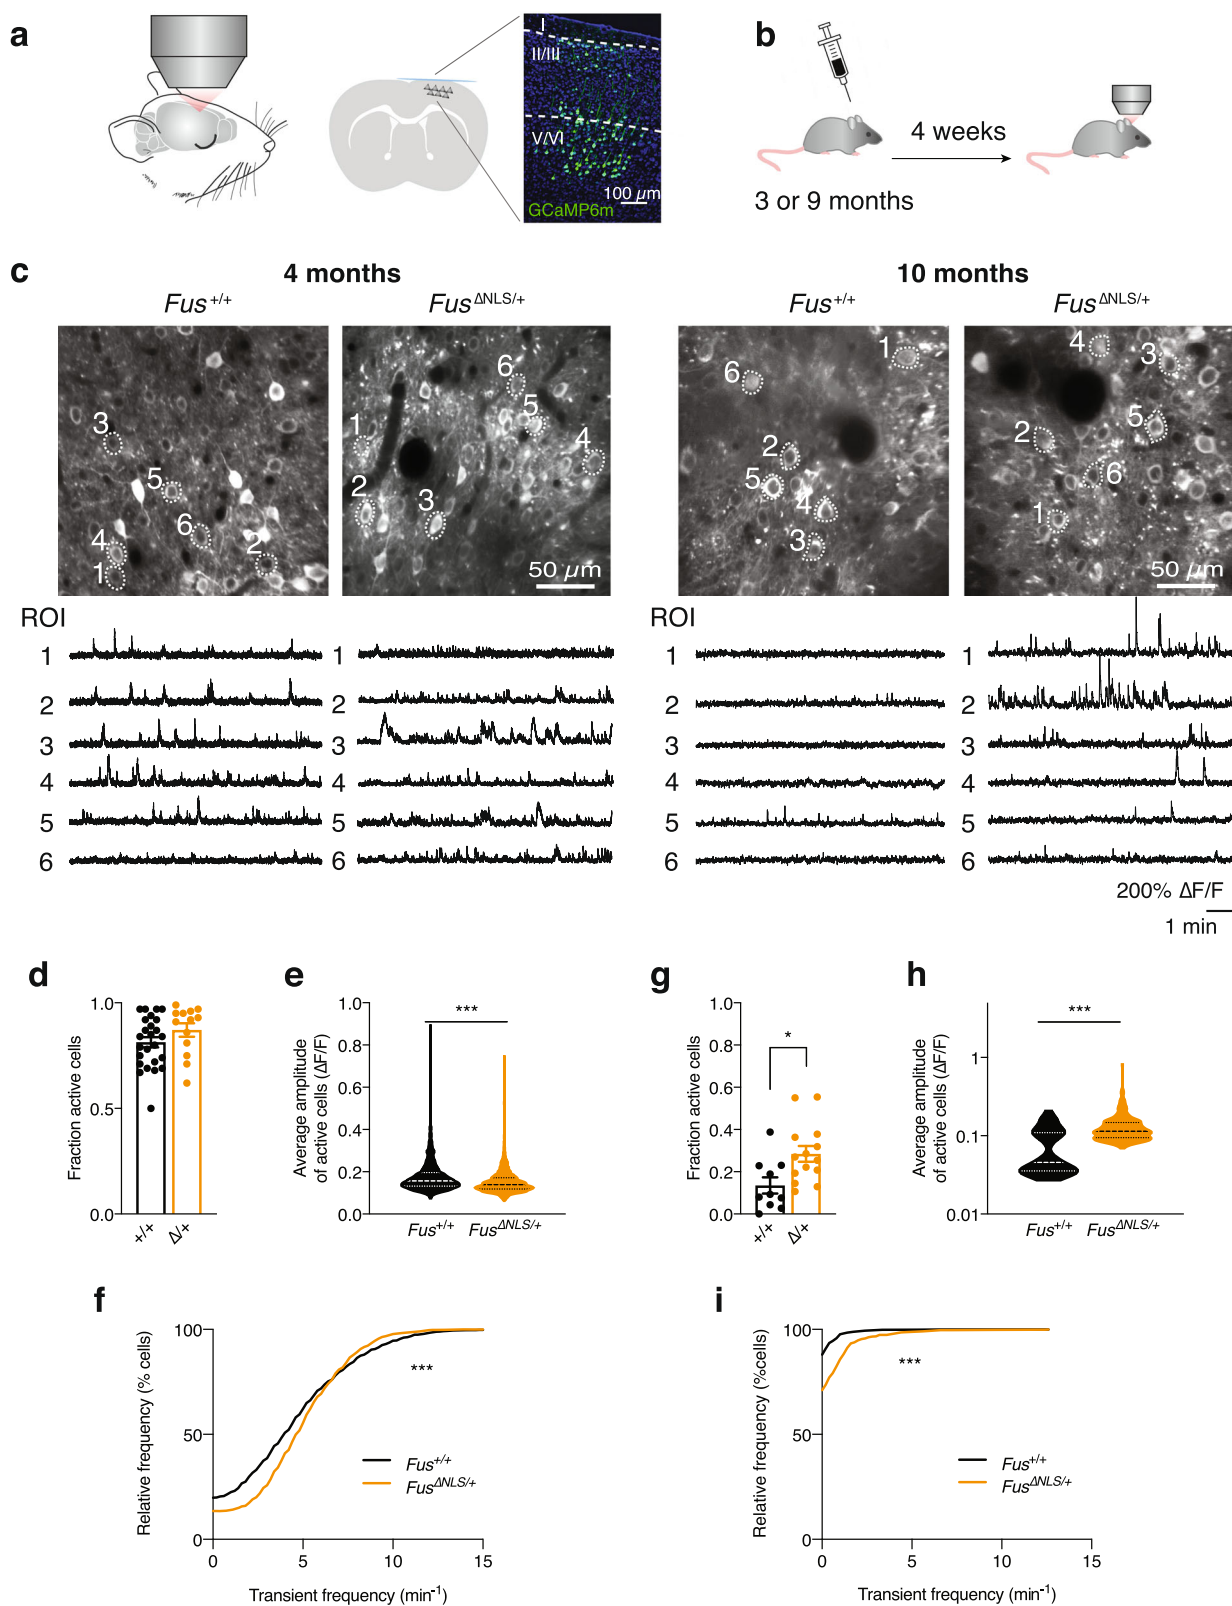 a
I
II/III
V/VI
100 µm
GCaMP6m
b
4 weeks
3 or 9 months
c
4 months
10 months
Fus+/+
FusΔNLS/+
Fus+/+
FusΔNLS/+
3
5
6
4
2
1
6
5
1
4
2
3
50 µm
1
6
2
5
4
3
4
3
5
2
6
1
50 µm
ROI
1
2
3
4
5
6
1
2
3
4
5
6
ROI
1
2
3
4
5
6
1
2
3
4
5
6
200% ΔF/F
1 min
d
Fraction active cells
1.0
0.5
0.0
+/+
Δ/+
e
Average amplitude
of active cells (ΔF/F)
1.0
0.8
0.6
0.4
0.2
0.0
***
Fus+/+
FusΔNLS/+
g
Fraction active cells
1.0
0.8
0.6
0.4
0.2
0.0
*
+/+
Δ/+
h
Average amplitude
of active cells (ΔF/F)
1
0.1
0.01
***
Fus+/+
FusΔNLS/+
f
Relative frequency (% cells)
100
50
0
***
Fus+/+
FusΔNLS/+
0
5
10
15
Transient frequency (min-1)
i
Relative frequency (%cells)
100
50
0
***
Fus+/+
FusΔNLS/+
0
5
10
15
Transient frequency (min-1)